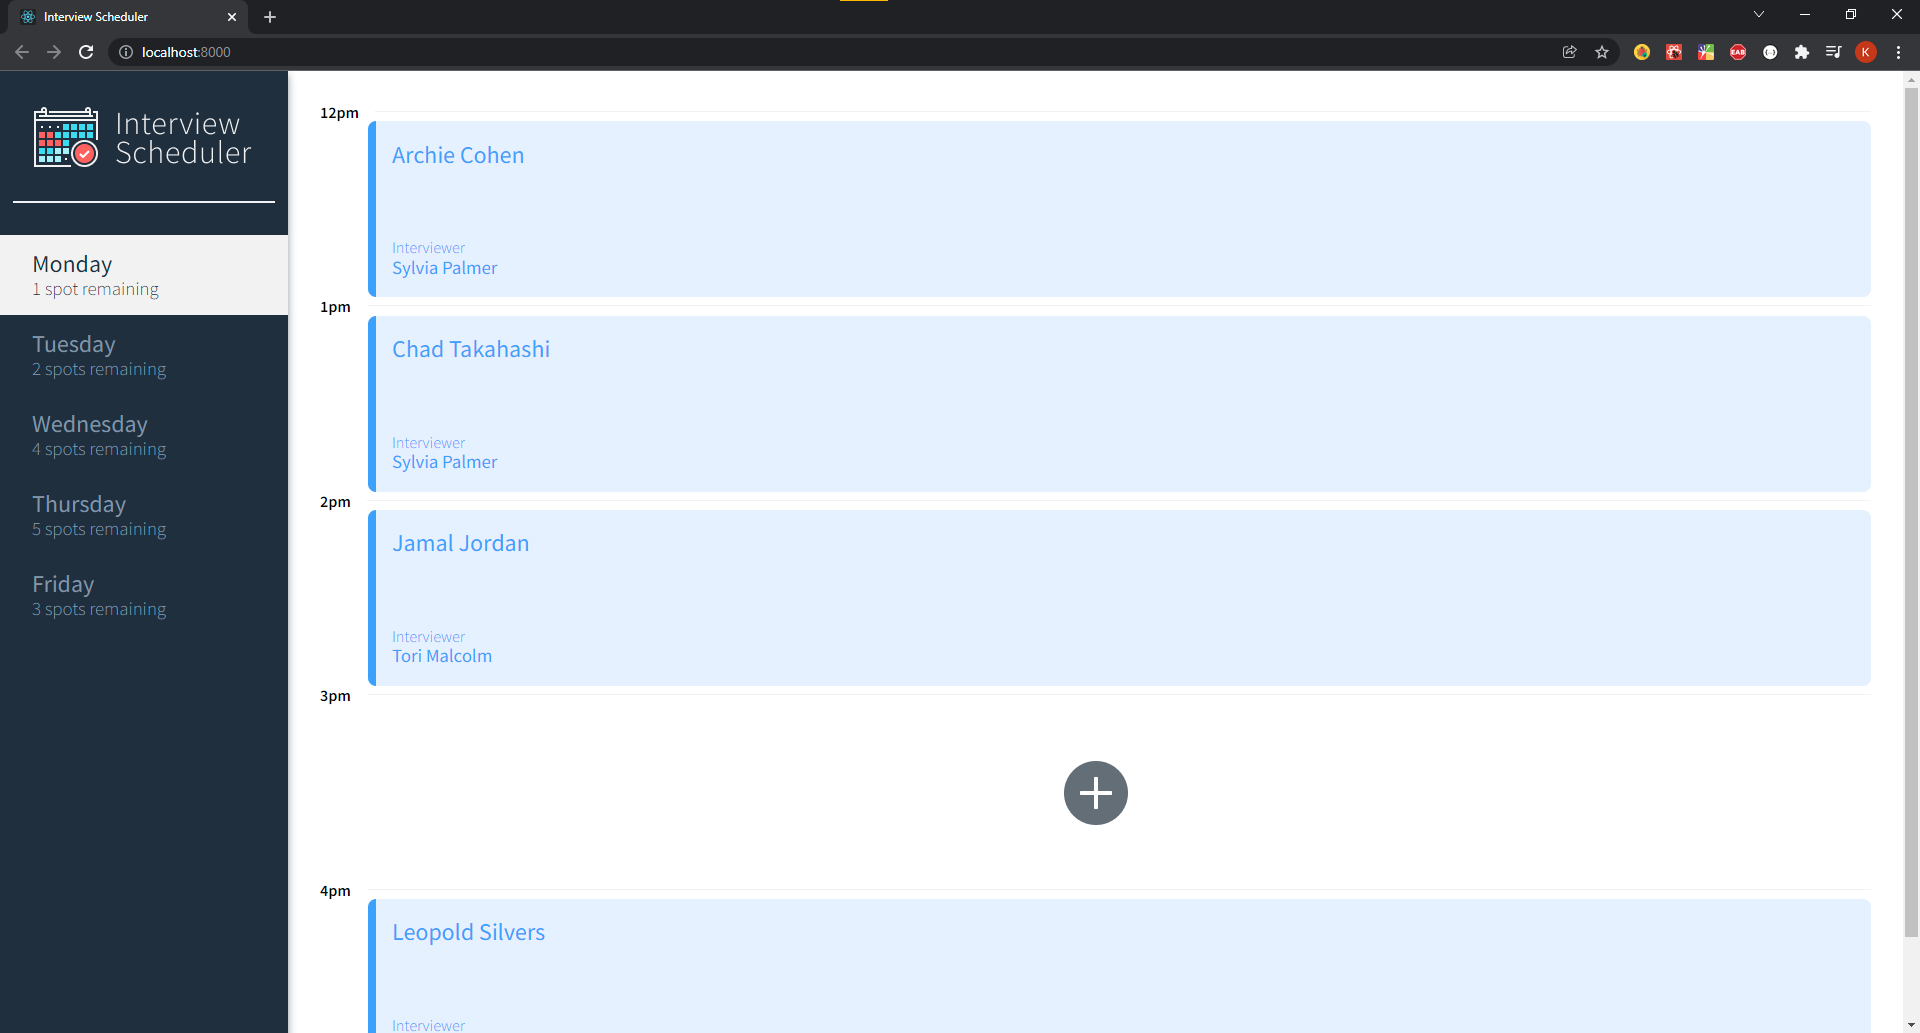 Interview Scheduler
localhost:8000
EAB
K
Interview
Scheduler
Monday
1 spot remaining
Tuesday
2 spots remaining
Wednesday
4 spots remaining
Thursday
5 spots remaining
Friday
3 spots remaining
12pm
Archie Cohen
Interviewer
Sylvia Palmer
1pm
Chad Takahashi
Interviewer
Sylvia Palmer
2pm
Jamal Jordan
Interviewer
Tori Malcolm
3pm
4pm
Leopold Silvers
Interviewer